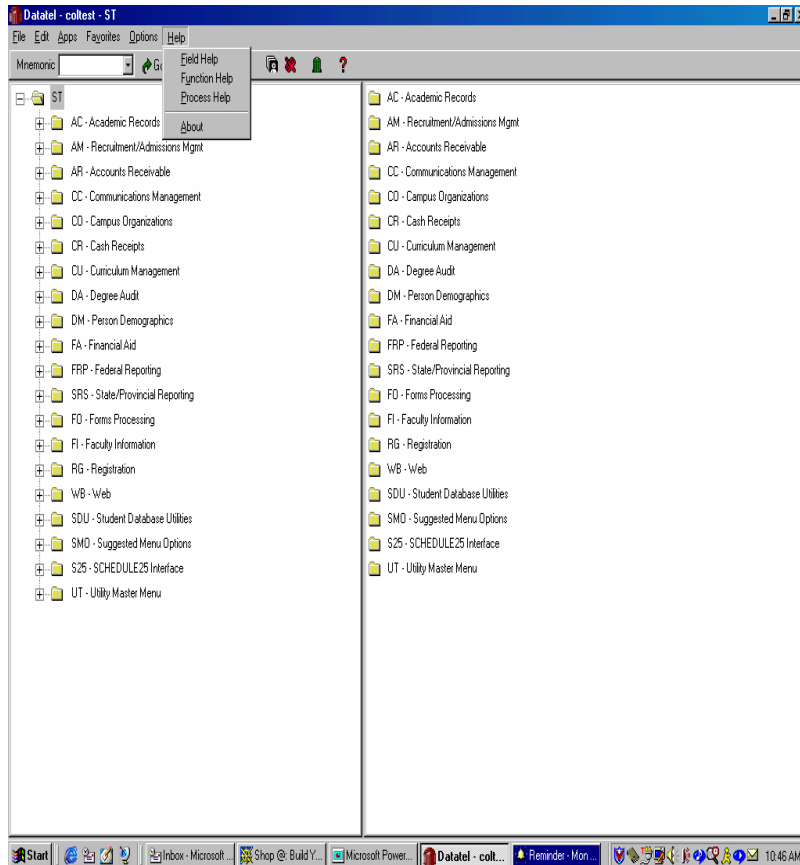 Datatel - coltest - ST
File Edit Apps Favorites Options Help
Mnemonic Go
Field Help
Function Help
Process Help
About
ST
AC - Academic Records
AM - Recruitment/Admissions Mgmt
AR - Accounts Receivable
CC - Communications Management
CO - Campus Organizations
CR - Cash Receipts
CU - Curriculum Management
DA - Degree Audit
DM - Person Demographics
FA - Financial Aid
FRP - Federal Reporting
SRS - State/Provincial Reporting
FO - Forms Processing
FI - Faculty Information
RG - Registration
WB - Web
SDU - Student Database Utilities
SMO - Suggested Menu Options
S25 - SCHEDULE25 Interface
UT - Utility Master Menu
AC - Academic Records
AM - Recruitment/Admissions Mgmt
AR - Accounts Receivable
CC - Communications Management
CO - Campus Organizations
CR - Cash Receipts
CU - Curriculum Management
DA - Degree Audit
DM - Person Demographics
FA - Financial Aid
FRP - Federal Reporting
SRS - State/Provincial Reporting
FO - Forms Processing
FI - Faculty Information
RG - Registration
WB - Web
SDU - Student Database Utilities
SMO - Suggested Menu Options
S25 - SCHEDULE25 Interface
UT - Utility Master Menu
Start Inbox - Microsoft ... Shop @: Build Y... Microsoft Power... Datatel - colt... Reminder - Mon ... 10:46 AM